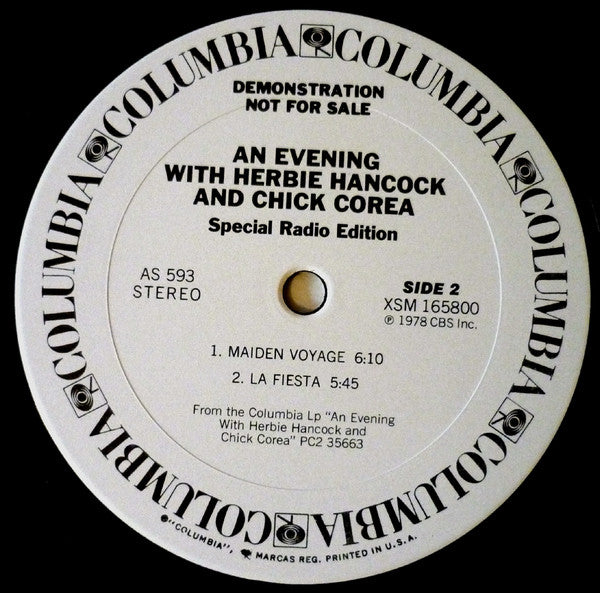 COLUMBIA COLUMBIA COLUMBIA COLUMBIA COLUMBIA COLUMBIA
DEMONSTRATION
NOT FOR SALE
AN EVENING
WITH HERBIE HANCOCK
AND CHICK COREA
Special Radio Edition
AS 593
STEREO
SIDE 2
XSM 165800
℗ 1978 CBS Inc.
1. MAIDEN VOYAGE 6:10
2. LA FIESTA 5:45
From the Columbia Lp "An Evening
With Herbie Hancock and
Chick Corea" PC2 35663
"COLUMBIA", MARCAS REG. PRINTED IN U.S.A.